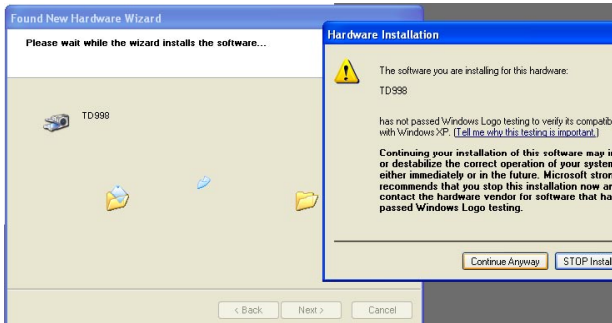 Found New Hardware Wizard
Please wait while the wizard installs the software...
TD998
< Back
Next >
Cancel
Hardware Installation
The software you are installing for this hardware:
TD998
has not passed Windows Logo testing to verify its compatib
with Windows XP. (Tell me why this testing is important.)
Continuing your installation of this software may i
or destabilize the correct operation of your system
either immediately or in the future. Microsoft stron
recommends that you stop this installation now an
contact the hardware vendor for software that ha
passed Windows Logo testing.
Continue Anyway
STOP Instal